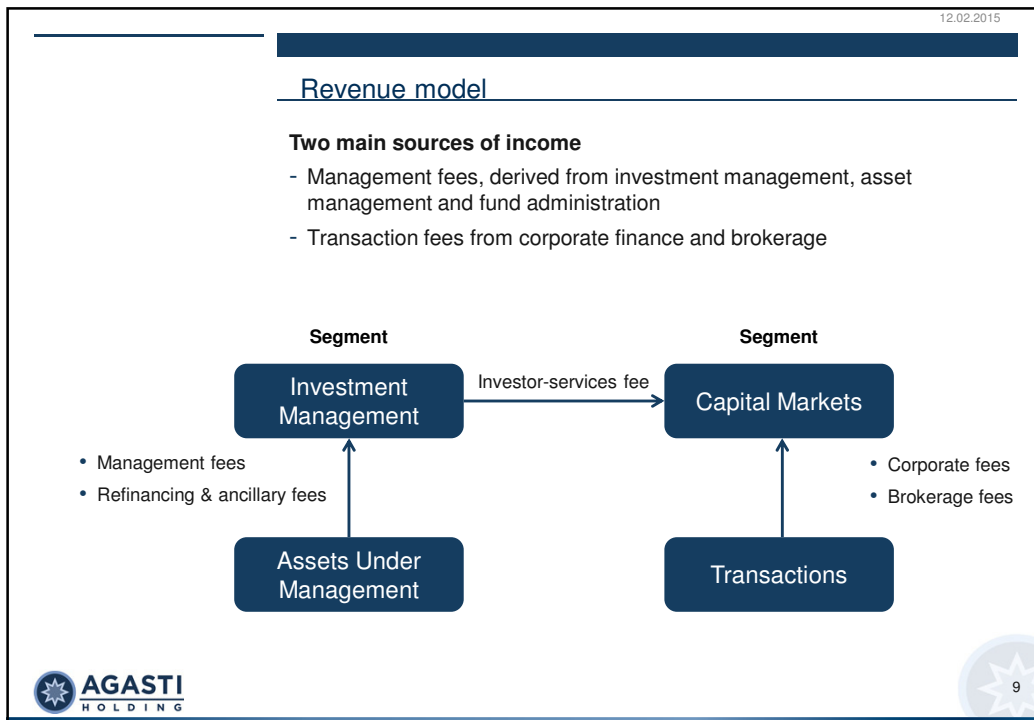 12.02.2015
Revenue model
Two main sources of income
- Management fees, derived from investment management, asset
management and fund administration
- Transaction fees from corporate finance and brokerage
Segment
Segment
Investment
Management
Investor-services fee
Capital Markets
• Management fees
• Refinancing & ancillary fees
• Corporate fees
• Brokerage fees
Assets Under
Management
Transactions
AGASTI
HOLDING
9